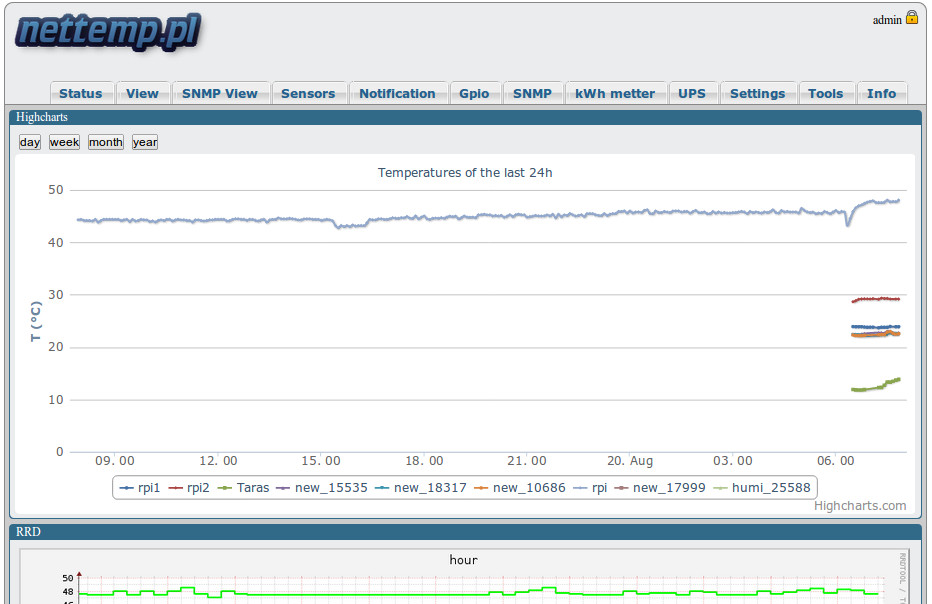 nettemp.pl
admin
Status View SNMP View Sensors Notification Gpio SNMP kWh metter UPS Settings Tools Info
Highcharts
day week month year
Temperatures of the last 24h
50
40
30
20
10
0
T (°C)
09. 00 12. 00 15. 00 18. 00 21. 00 20. Aug 03. 00 06. 00
rpi1 rpi2 Taras new_15535 new_18317 new_10686 rpi new_17999 humi_25588
Highcharts.com
RRD
hour
50
48
RRDTOOL /